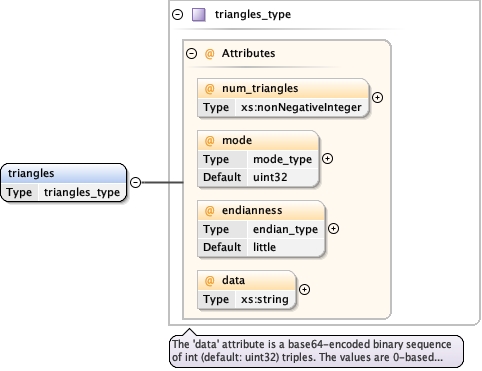 triangles_type
@ Attributes
@ num_triangles
Type xs:nonNegativeInteger
@ mode
Type mode_type
Default uint32
triangles
Type triangles_type
@ endianness
Type endian_type
Default little
@ data
Type xs:string
The 'data' attribute is a base64-encoded binary sequence
of int (default: uint32) triples. The values are 0-based...